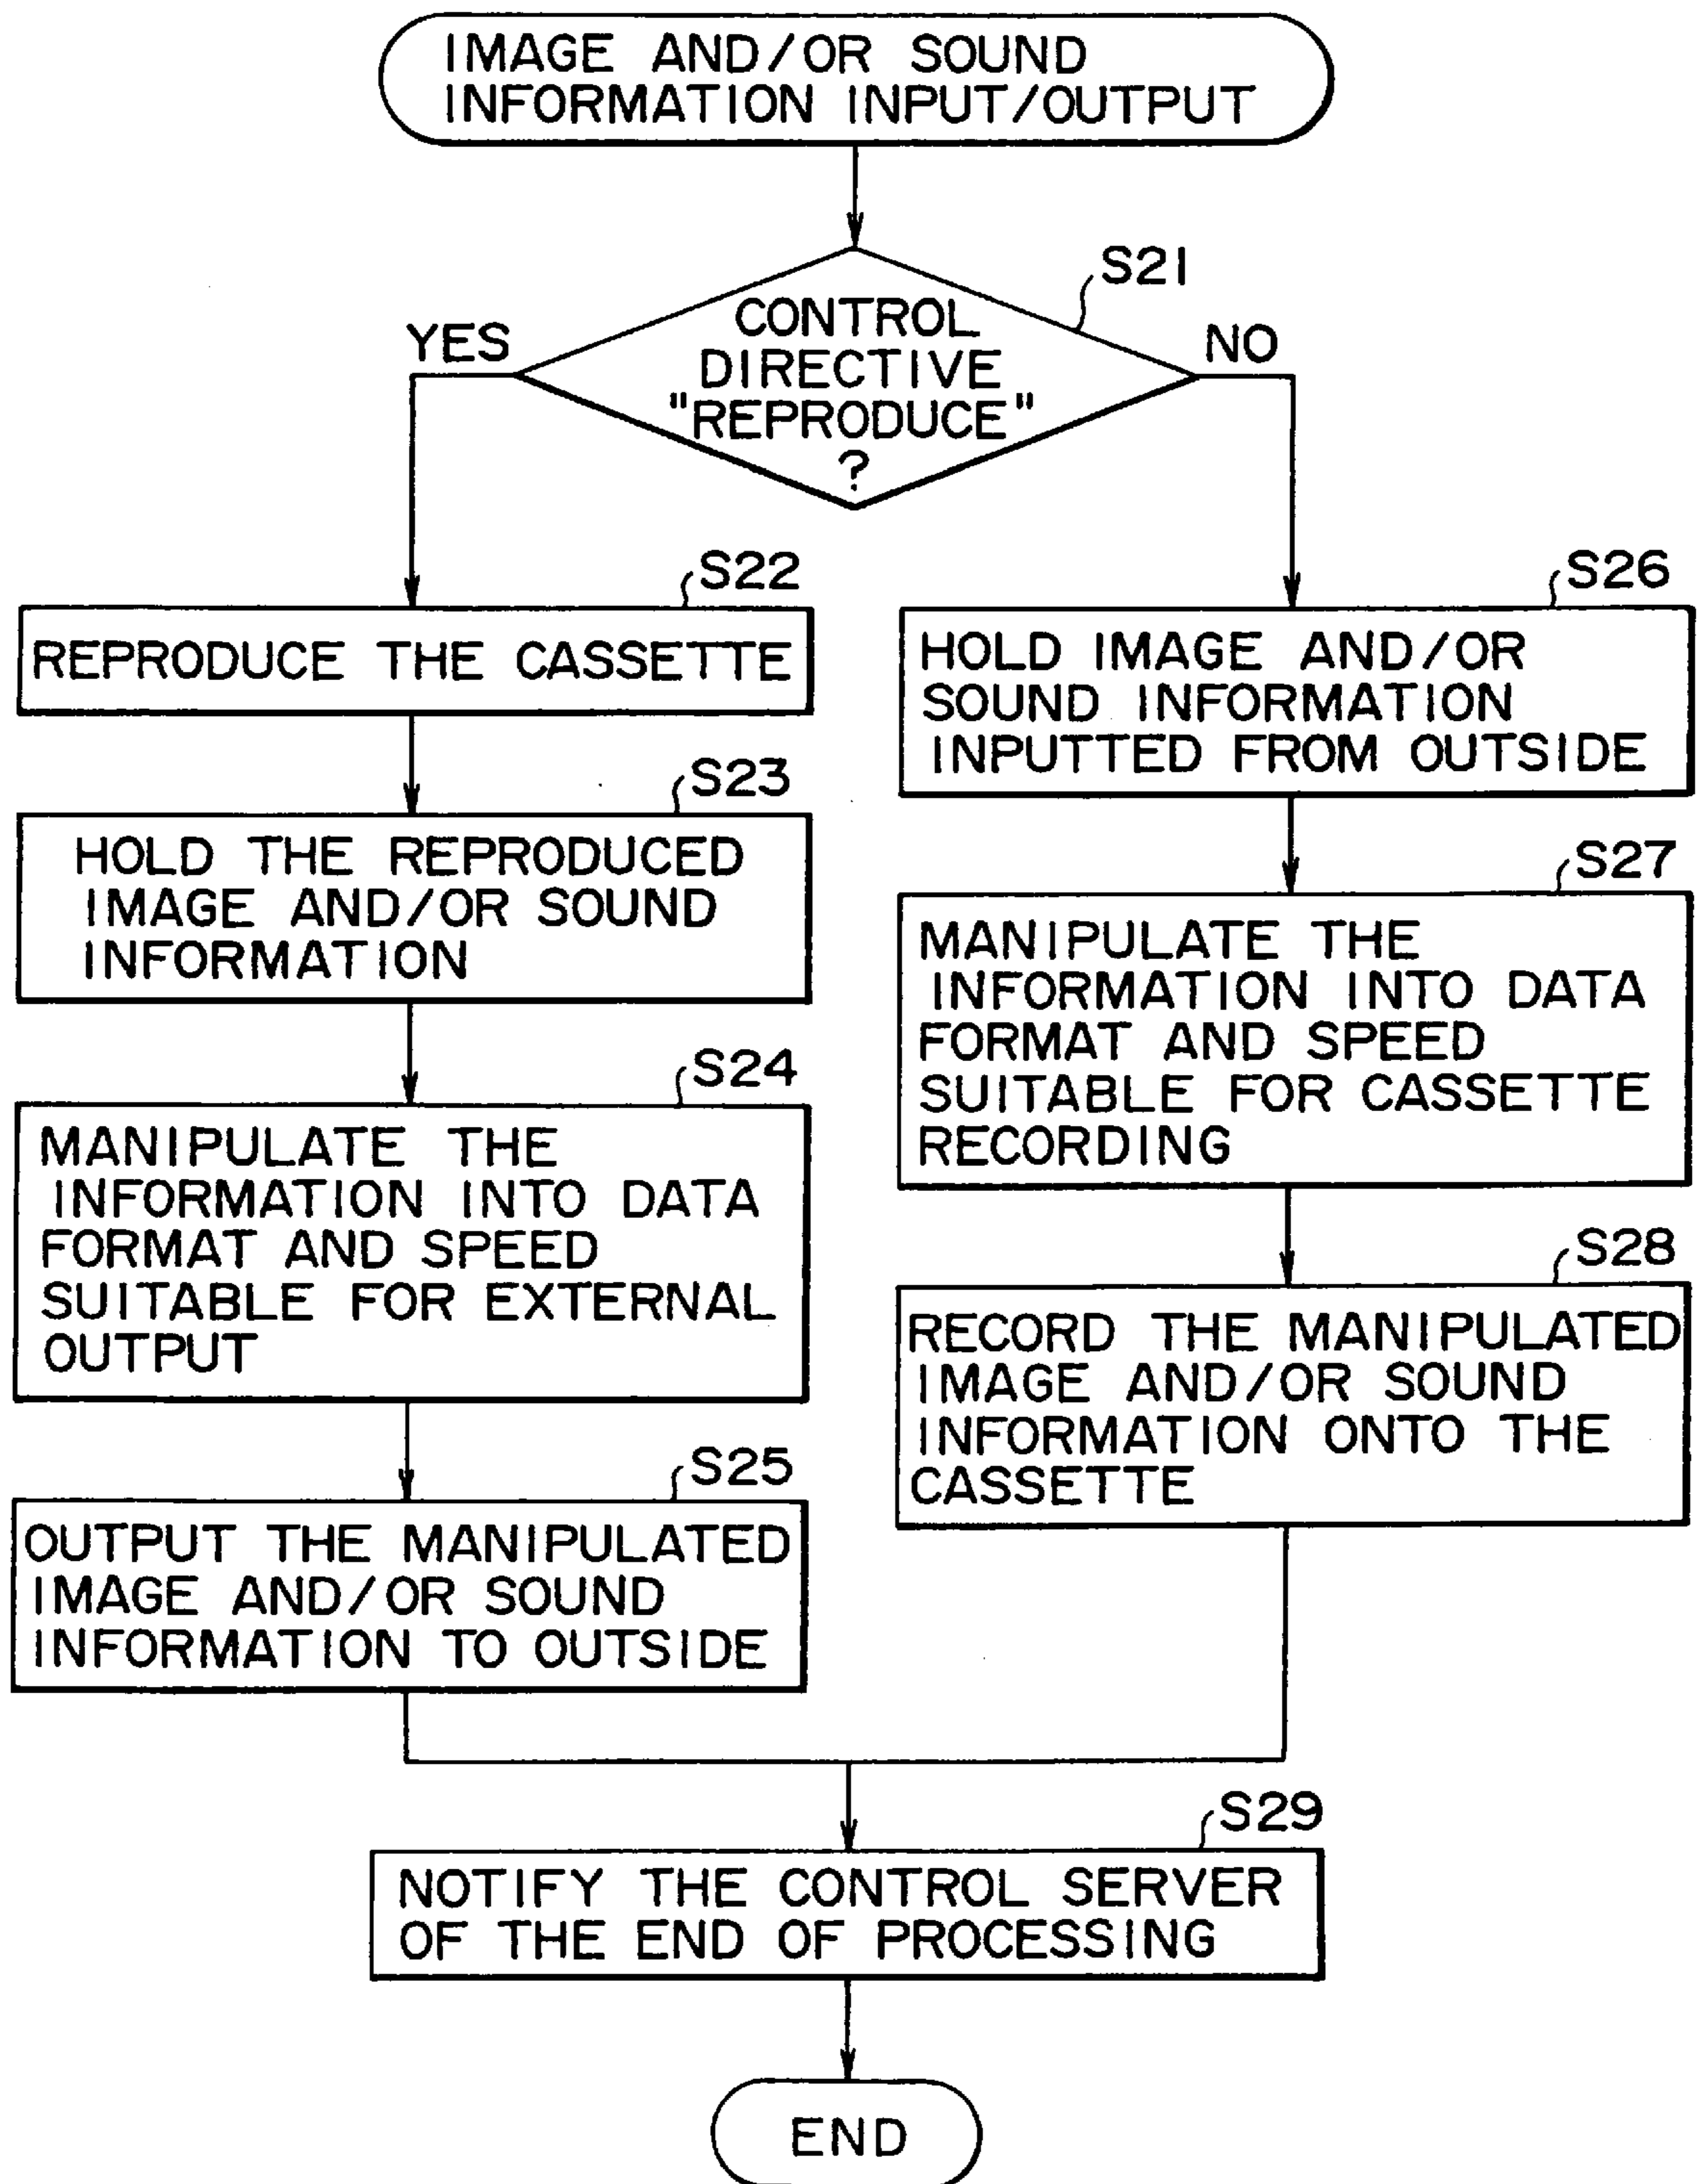 IMAGE AND/OR SOUND
INFORMATION INPUT/OUTPUT
S21
CONTROL
DIRECTIVE
"REPRODUCE"
?
YES
NO
S22
REPRODUCE THE CASSETTE
S23
HOLD THE REPRODUCED
IMAGE AND/OR SOUND
INFORMATION
S24
MANIPULATE THE
INFORMATION INTO DATA
FORMAT AND SPEED
SUITABLE FOR EXTERNAL
OUTPUT
S25
OUTPUT THE MANIPULATED
IMAGE AND/OR SOUND
INFORMATION TO OUTSIDE
S26
HOLD IMAGE AND/OR
SOUND INFORMATION
INPUTTED FROM OUTSIDE
S27
MANIPULATE THE
INFORMATION INTO DATA
FORMAT AND SPEED
SUITABLE FOR CASSETTE
RECORDING
S28
RECORD THE MANIPULATED
IMAGE AND/OR SOUND
INFORMATION ONTO THE
CASSETTE
S29
NOTIFY THE CONTROL SERVER
OF THE END OF PROCESSING
END